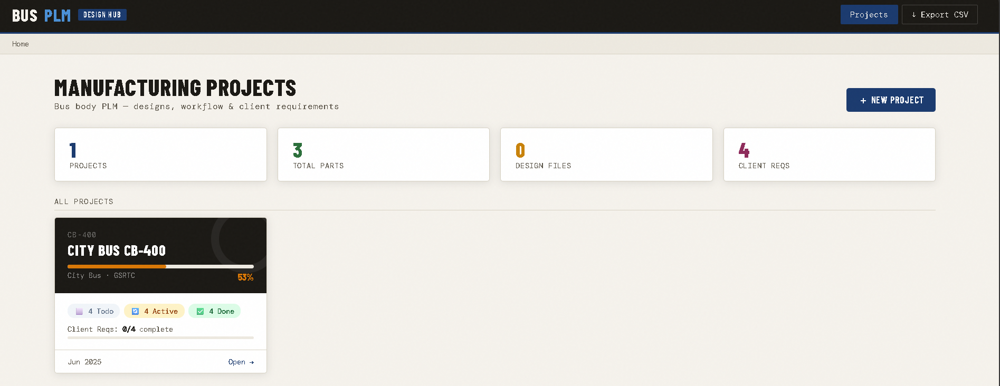 BUS PLM DESIGN HUB Projects ↓ Export CSV
Home
MANUFACTURING PROJECTS
Bus body PLM — designs, workflow & client requirements
+ NEW PROJECT
1
PROJECTS
3
TOTAL PARTS
0
DESIGN FILES
4
CLIENT REQS
ALL PROJECTS
CB-400
CITY BUS CB-400
City Bus · GSRTC 53%
4 Todo 4 Active 4 Done
Client Reqs: 0/4 complete
Jun 2025 Open →